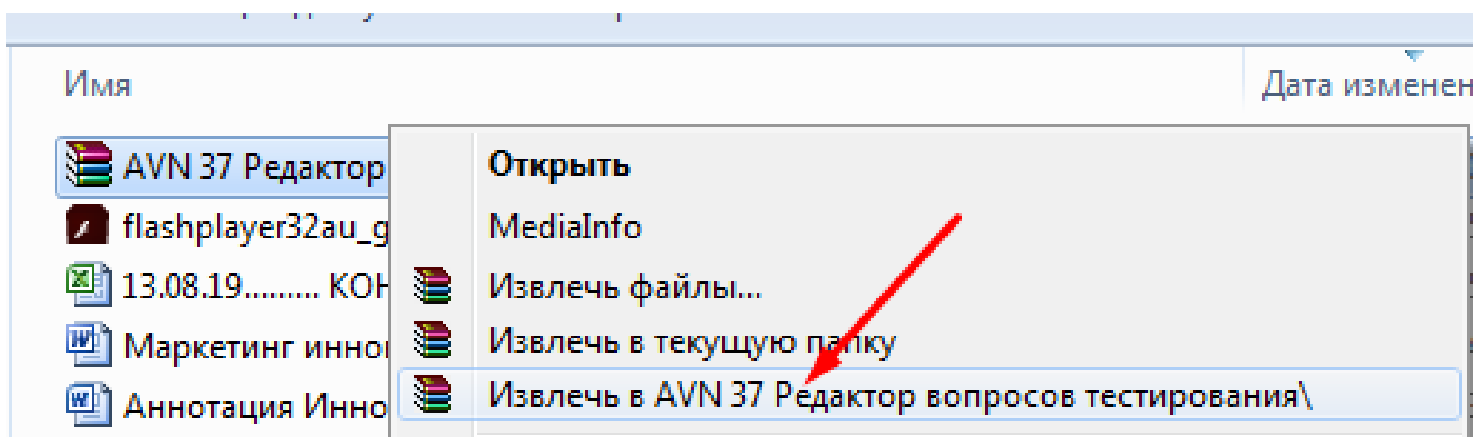 Имя
Дата изменен
AVN 37 Редактор
flashplayer32au_g
13.08.19......... КОН
Маркетинг инно
Аннотация Инно
Открыть
MediaInfo
Извлечь файлы...
Извлечь в текущую папку
Извлечь в AVN 37 Редактор вопросов тестирования\